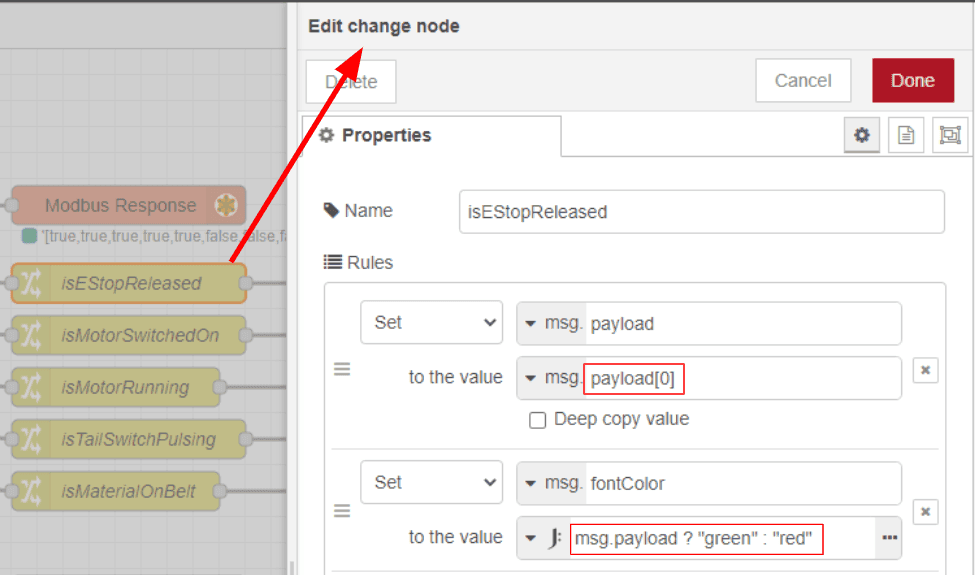 Edit change node
Delete
Cancel
Done
Properties
Modbus Response
'[true,true,true,true,true,false,false,f
isEStopReleased
isMotorSwitchedOn
isMotorRunning
isTailSwitchPulsing
isMaterialOnBelt
Name
isEStopReleased
Rules
Set
msg. payload
to the value
msg. payload[0]
Deep copy value
Set
msg. fontColor
to the value
J: msg.payload ? "green" : "red"